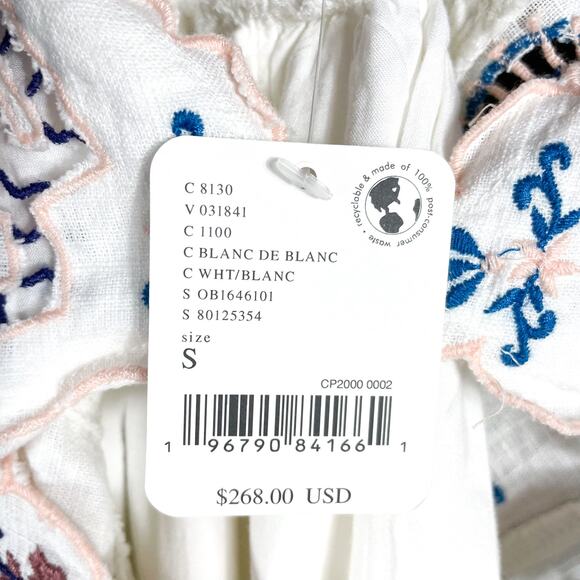 C 8130
V 031841
C 1100
C BLANC DE BLANC
C WHT/BLANC
S OB1646101
S 80125354
size
S
recyclable & made of 100% post-consumer waste •
CP2000 0002
1 96790 84166 1
$268.00 USD